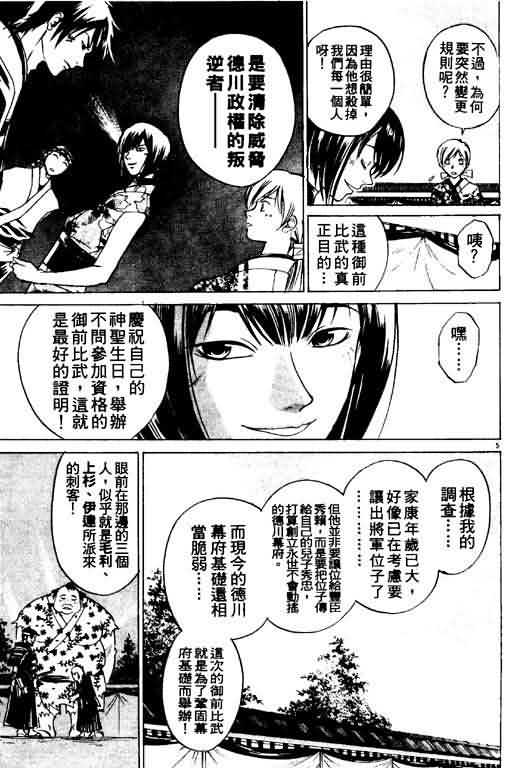 不過，為何
要突然變更
規則呢？
理由很簡單，
因為他想殺掉
我們每一個人
呀！
是要清除威脅
德川政權的叛
逆者——
咦？
這種御前
比武的真
正目的…
嘿…
慶祝自己的
神聖生日，舉辦
不問參加資格的
御前比武，這就
是最好的證明！
5
根據我的
調查……
家康年歲已大，
好像已在考慮要
讓出將軍位子了
……
但他並非要讓位給豐臣
秀賴，而是要把位子傳
給自己的兒子秀忠，
打算創立永世不會動搖
的德川幕府。
而現今的德川
幕府基礎還相
當脆弱……
這次的御前比武
就是為了鞏固幕
府基礎而舉辦！
眼前在那邊的三個
人，似乎就是毛利、
上杉、伊達所派來
的刺客！